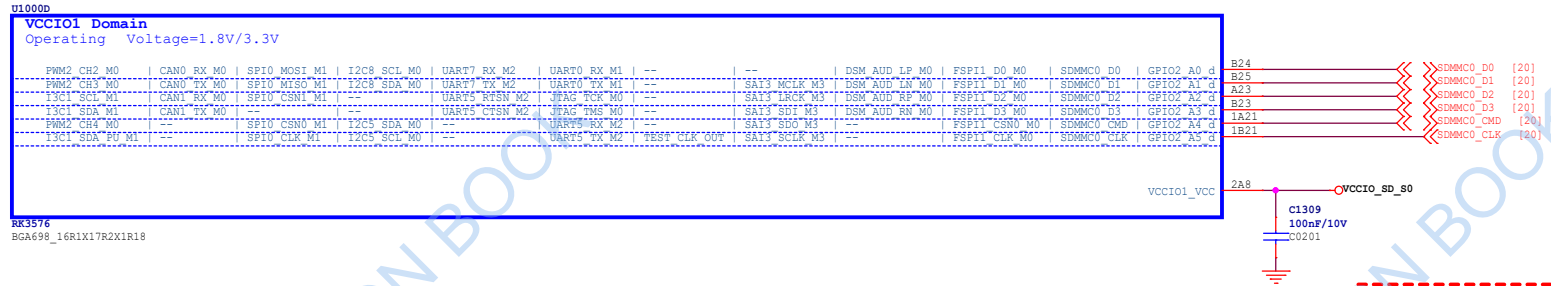 U1000D
VCCIO1 Domain
Operating Voltage=1.8V/3.3V
PWM2_CH2_M0 | CAN0_RX_M0 | SPI0_MOSI_M1 | I2C8_SCL_M0 | UART7_RX_M2 | UART0_RX_M1 | -- | -- | DSM_AUD_LP_M0 | FSPI1_D0_M0 | SDMMC0_D0 | GPIO2_A0_d B24 SDMMC0_D0 [20]
PWM2_CH3_M0 | CAN0_TX_M0 | SPI0_MISO_M1 | I2C8_SDA_M0 | UART7_TX_M2 | UART0_TX_M1 | -- | SAI3_MCLK_M3 | DSM_AUD_LN_M0 | FSPI1_D1_M0 | SDMMC0_D1 | GPIO2_A1_d B25 SDMMC0_D1 [20]
I3C1_SCL_M1 | CAN1_RX_M0 | SPI0_CSN1_M1 | -- | UART5_RTSN_M2 | JTAG_TCK_M0 | -- | SAI3_LRCK_M3 | DSM_AUD_RP_M0 | FSPI1_D2_M0 | SDMMC0_D2 | GPIO2_A2_d A23 SDMMC0_D2 [20]
I3C1_SDA_M1 | CAN1_TX_M0 | -- | -- | UART5_CTSN_M2 | JTAG_TMS_M0 | -- | SAI3_SDI_M3 | DSM_AUD_RN_M0 | FSPI1_D3_M0 | SDMMC0_D3 | GPIO2_A3_d B23 SDMMC0_D3 [20]
PWM2_CH4_M0 | -- | SPI0_CSN0_M1 | I2C5_SDA_M0 | -- | UART5_RX_M2 | -- | SAI3_SDO_M3 | -- | FSPI1_CSN0_M0 | SDMMC0_CMD | GPIO2_A4_d 1A21 SDMMC0_CMD [20]
I3C1_SDA_PU_M1 | -- | SPI0_CLK_M1 | I2C5_SCL_M0 | -- | UART5_TX_M2 | TEST_CLK_OUT | SAI3_SCLK_M3 | -- | FSPI1_CLK_M0 | SDMMC0_CLK | GPIO2_A5_d 1B21 SDMMC0_CLK [20]
VCCIO1_VCC 2A8 VCCIO_SD_S0
C1309
100nF/10V
C0201
RK3576
BGA698_16R1X17R2X1R18
ON BOOK
ON BOOK